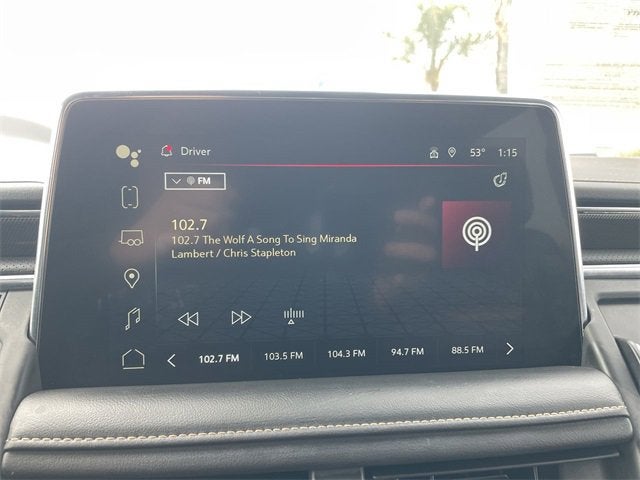 Driver
53° 1:15
FM
102.7
102.7 The Wolf A Song To Sing Miranda
Lambert / Chris Stapleton
102.7 FM 103.5 FM 104.3 FM 94.7 FM 88.5 FM